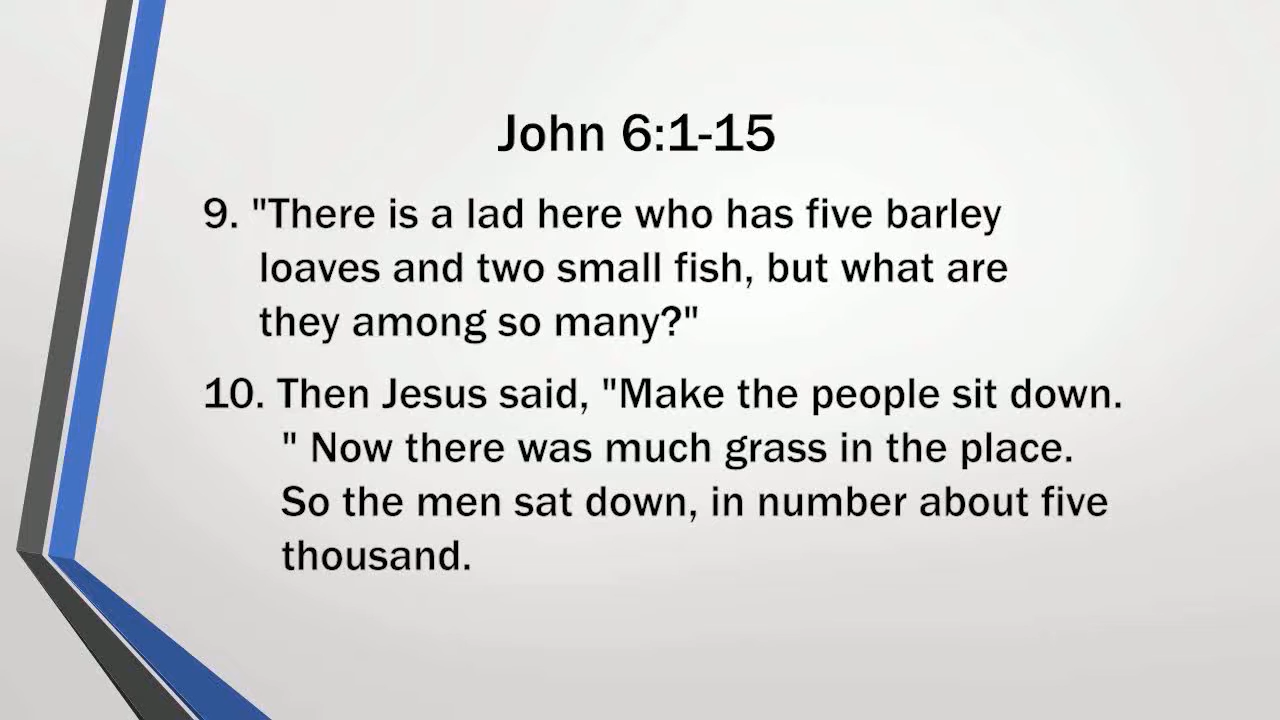 John 6:1-15
9. "There is a lad here who has five barley
loaves and two small fish, but what are
they among so many?"
10. Then Jesus said, "Make the people sit down.
" Now there was much grass in the place.
So the men sat down, in number about five
thousand.